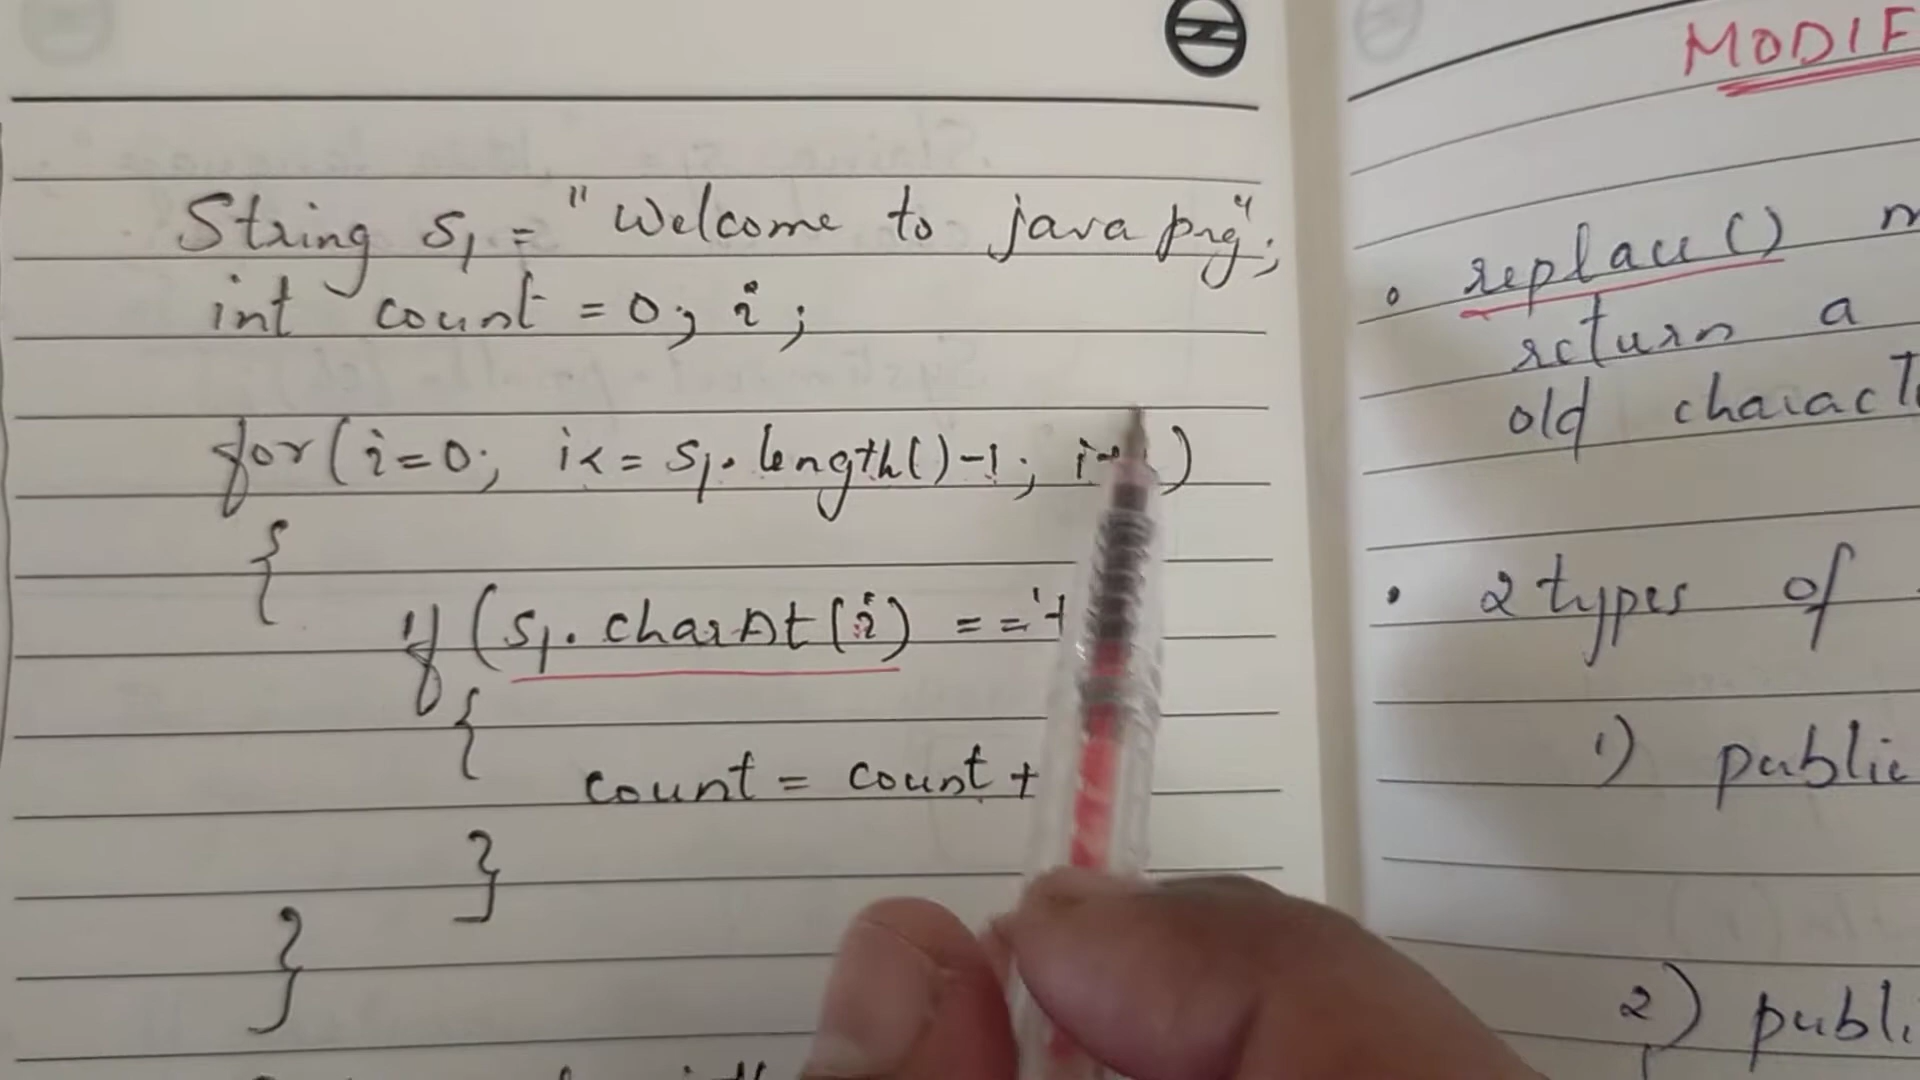 String s1 = "Welcome to java prg";
int count = 0; i;
for(i=0; i<= s1.length()-1; i+
)
{
if (s1.charAt(i) == 't
{
count = count +
}
}
MODIF
• replace() m
return a
old charact
• 2 types of
1) public
2) publi